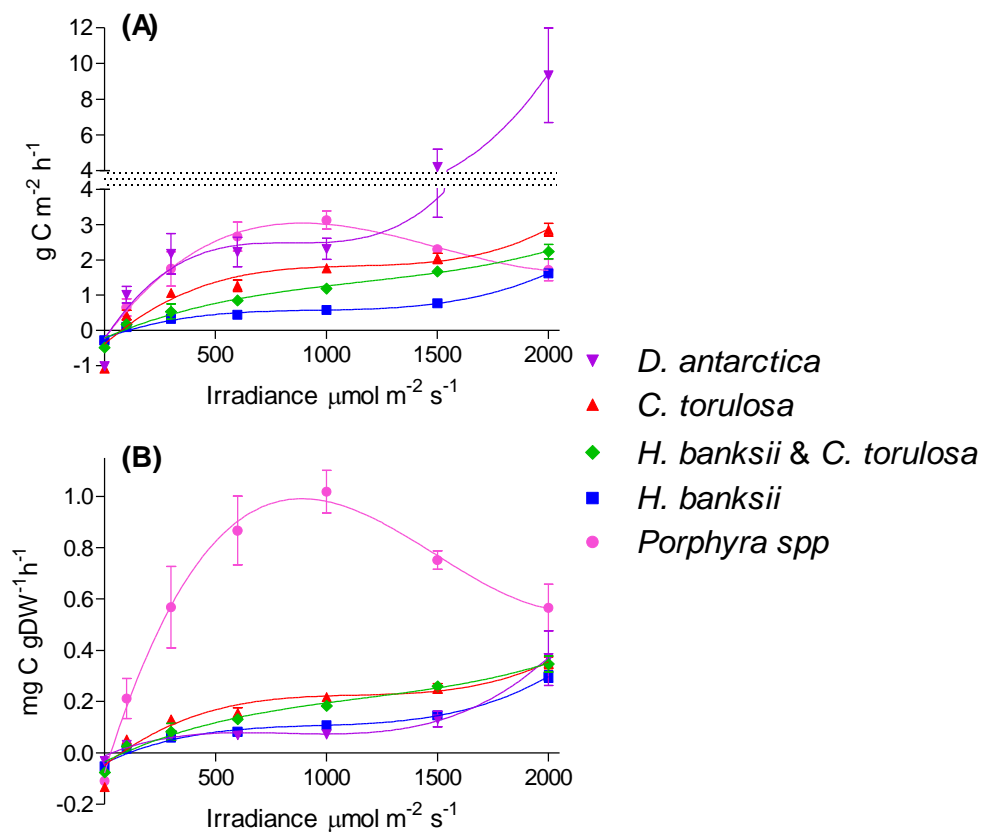 (A)
12
10
8
6
4
4
3
2
1
0
-1
g C m⁻² h⁻¹
500 1000 1500 2000
Irradiance μmol m⁻² s⁻¹
D. antarctica
C. torulosa
H. banksii & C. torulosa
H. banksii
Porphyra spp
(B)
1.0
0.8
0.6
0.4
0.2
0.0
-0.2
mg C gDW⁻¹h⁻¹
500 1000 1500 2000
Irradiance μmol m⁻² s⁻¹